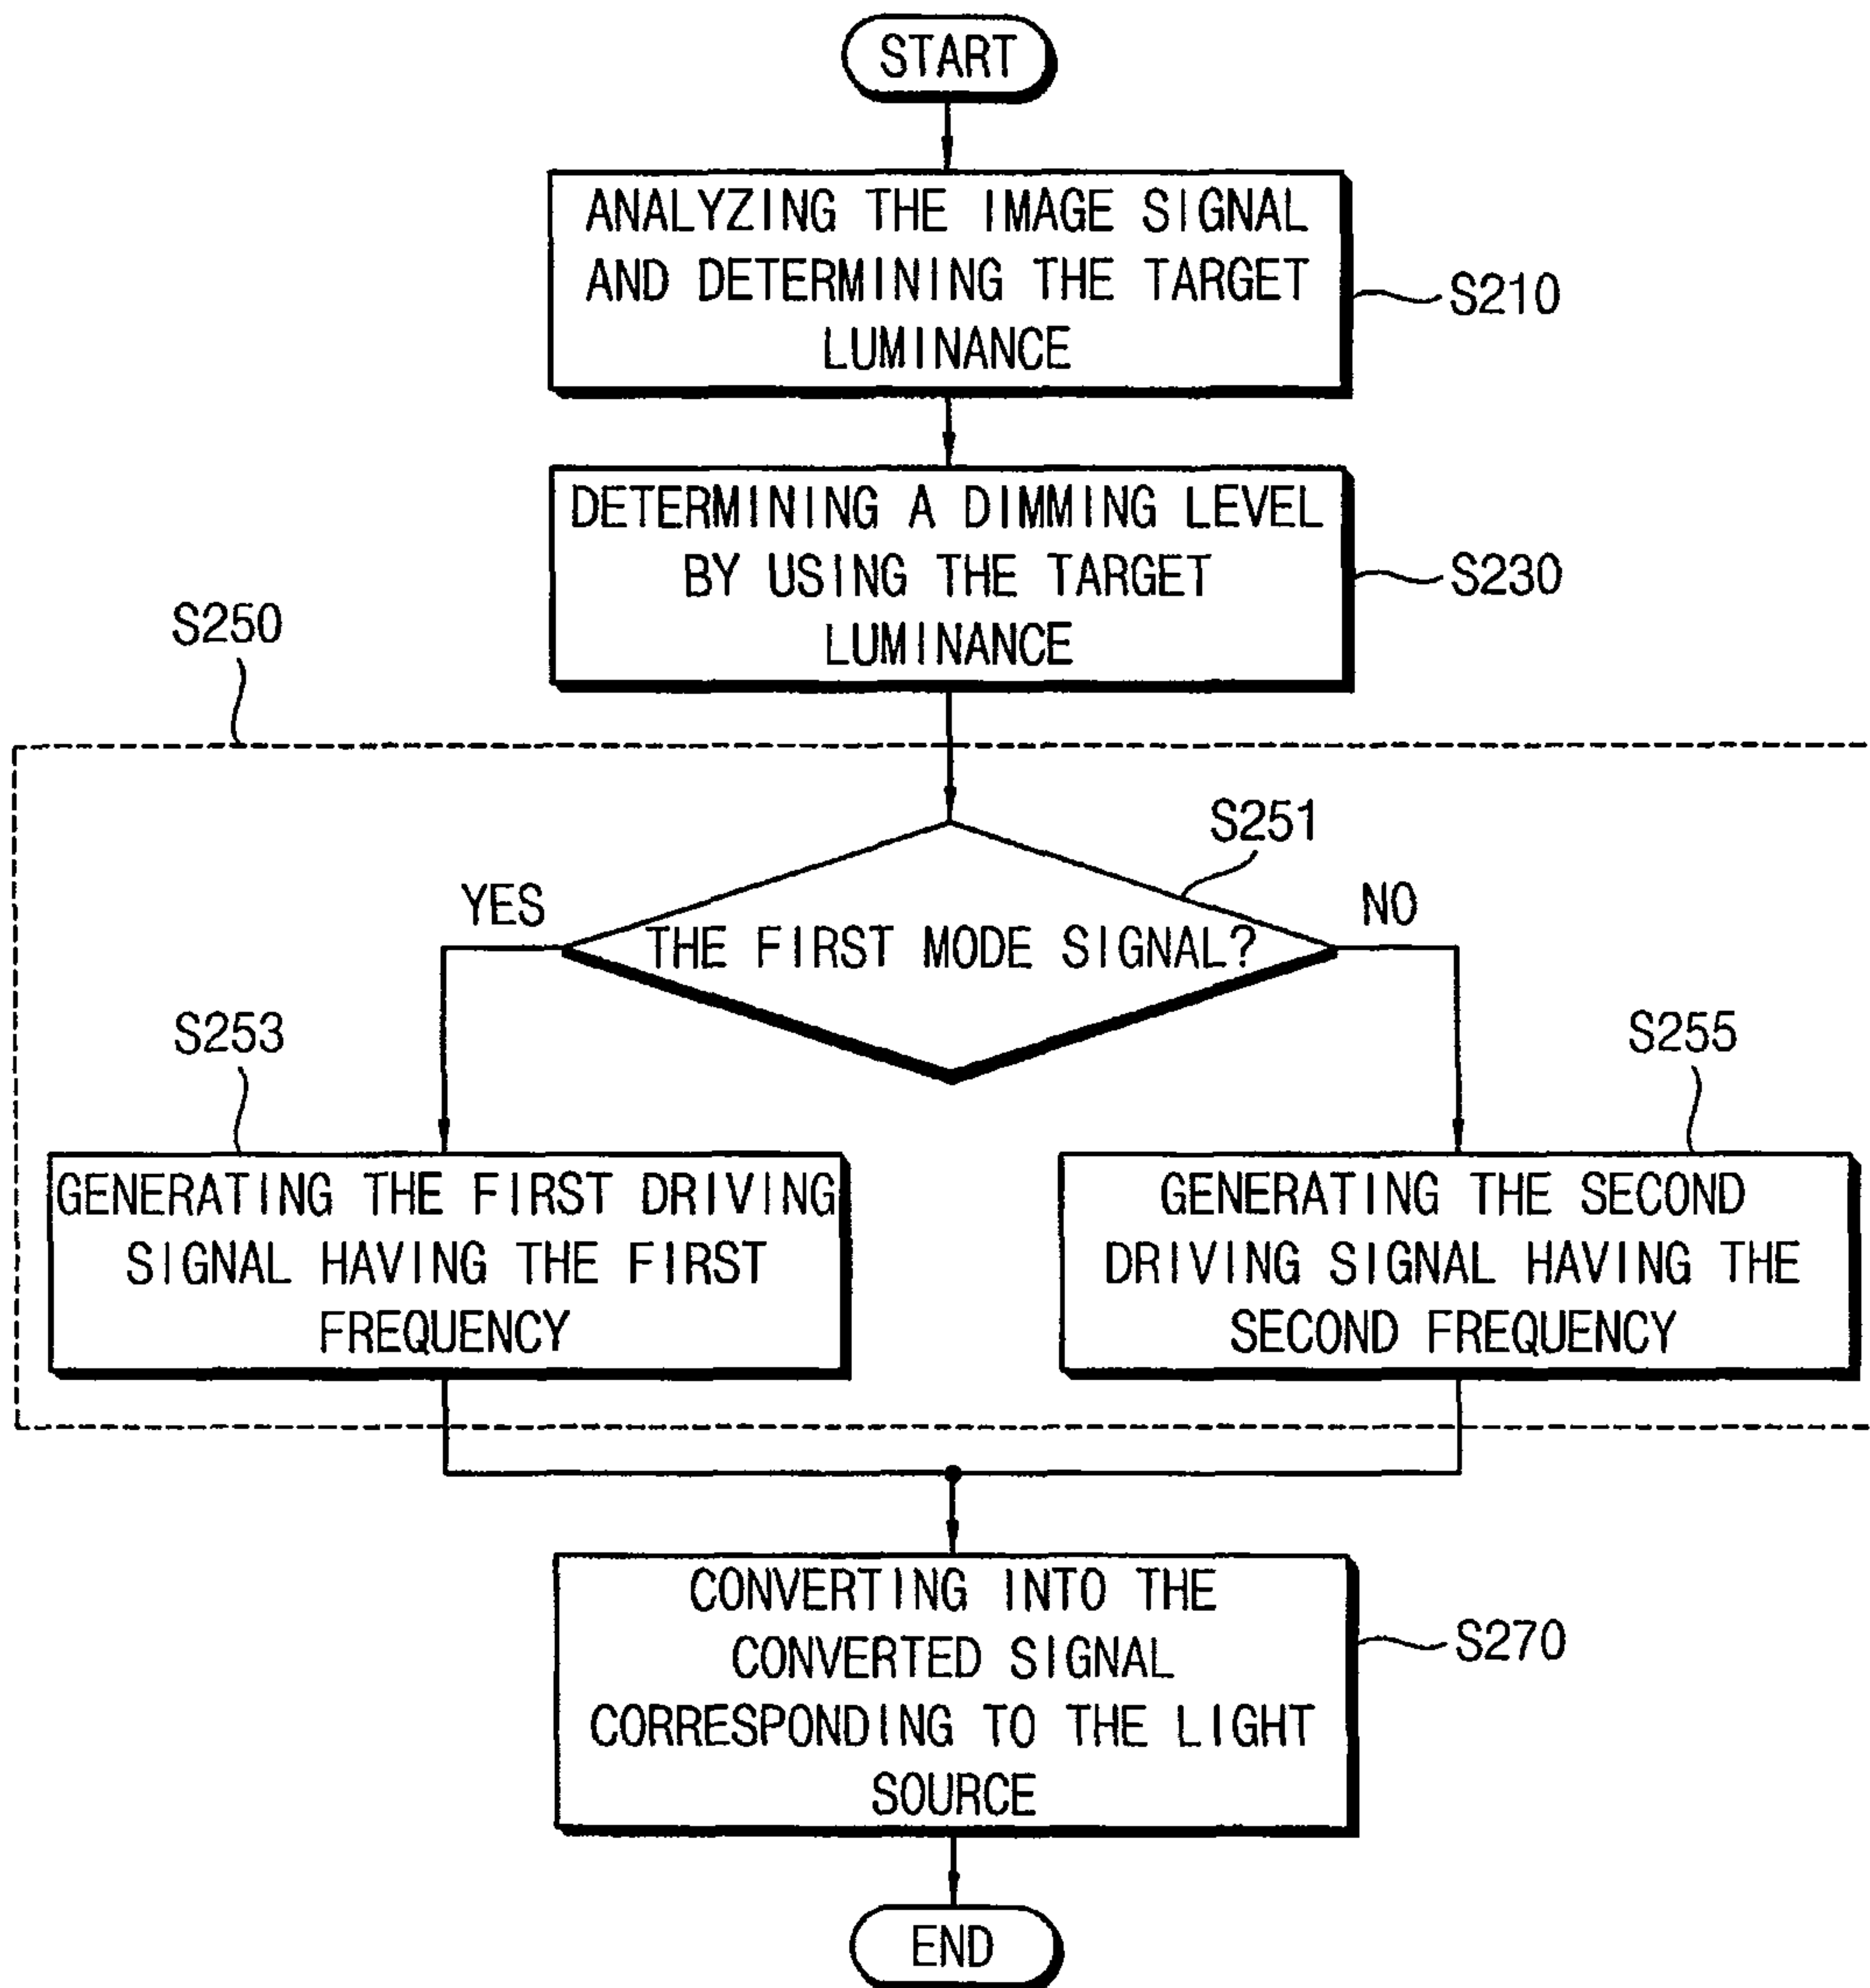 START
ANALYZING THE IMAGE SIGNAL
AND DETERMINING THE TARGET
LUMINANCE
S210
DETERMINING A DIMMING LEVEL
BY USING THE TARGET
LUMINANCE
S230
S250
S251
YES
NO
THE FIRST MODE SIGNAL?
S253
GENERATING THE FIRST DRIVING
SIGNAL HAVING THE FIRST
FREQUENCY
S255
GENERATING THE SECOND
DRIVING SIGNAL HAVING THE
SECOND FREQUENCY
CONVERTING INTO THE
CONVERTED SIGNAL
CORRESPONDING TO THE LIGHT
SOURCE
S270
END